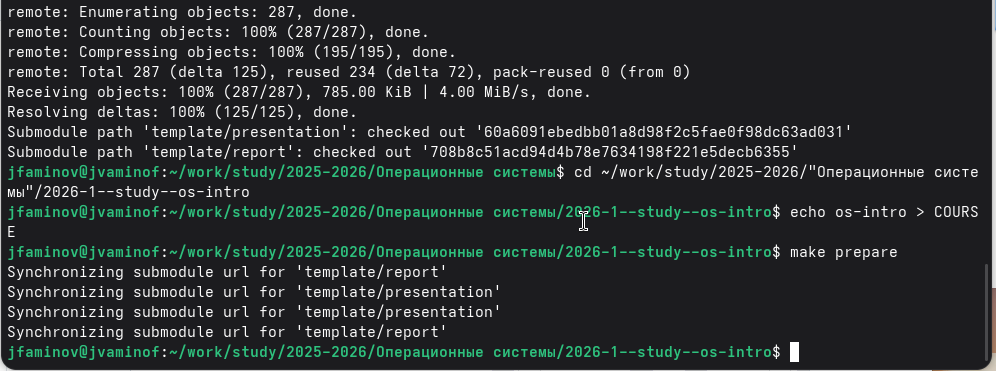 remote: Enumerating objects: 287, done.
remote: Counting objects: 100% (287/287), done.
remote: Compressing objects: 100% (195/195), done.
remote: Total 287 (delta 125), reused 234 (delta 72), pack-reused 0 (from 0)
Receiving objects: 100% (287/287), 785.00 KiB | 4.00 MiB/s, done.
Resolving deltas: 100% (125/125), done.
Submodule path 'template/presentation': checked out '60a6091ebedbb01a8d98f2c5fae0f98dc63ad031'
Submodule path 'template/report': checked out '708b8c51acd94d4b78e7634198f221e5decb6355'
jfaminov@jvaminof:~/work/study/2025-2026/Операционные системы$ cd ~/work/study/2025-2026/"Операционные систе
мы"/2026-1--study--os-intro
jfaminov@jvaminof:~/work/study/2025-2026/Операционные системы/2026-1--study--os-intro$ echo os-intro > COURS
E
jfaminov@jvaminof:~/work/study/2025-2026/Операционные системы/2026-1--study--os-intro$ make prepare
Synchronizing submodule url for 'template/report'
Synchronizing submodule url for 'template/presentation'
Synchronizing submodule url for 'template/presentation'
Synchronizing submodule url for 'template/report'
jfaminov@jvaminof:~/work/study/2025-2026/Операционные системы/2026-1--study--os-intro$